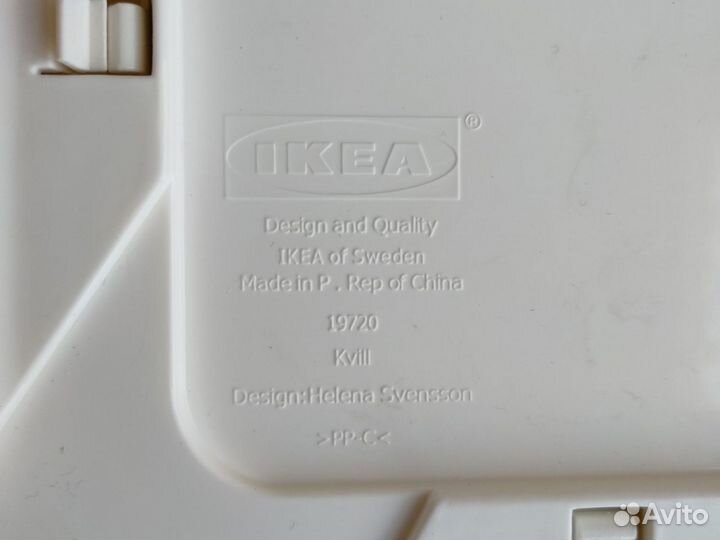 IKEA®
Design and Quality
IKEA of Sweden
Made in P . Rep of China
19720
Kvill
Design:Helena Svensson
>PP-C<
Avito